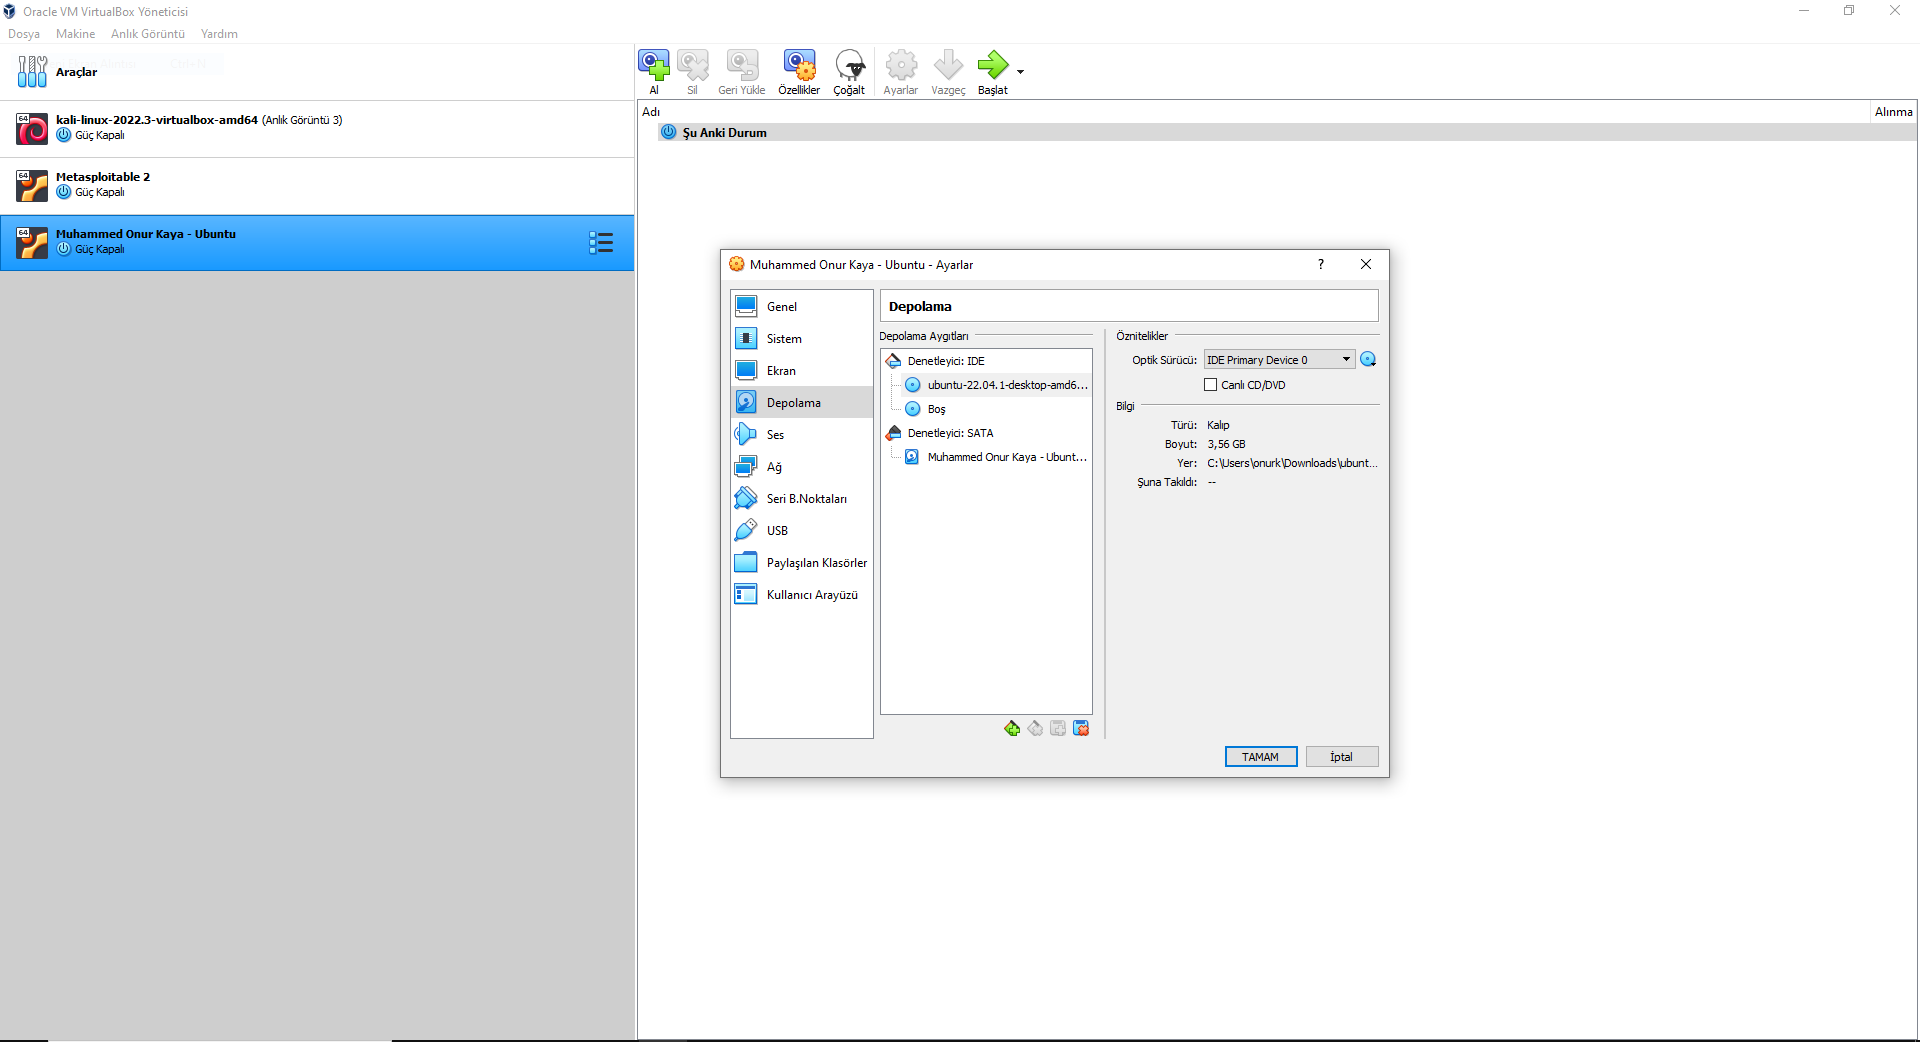 Oracle VM VirtualBox Yöneticisi
Dosya Makine Anlık Görüntü Yardım
Araçlar
64
kali-linux-2022.3-virtualbox-amd64 (Anlık Görüntü 3)
Güç Kapalı
64
Metasploitable 2
Güç Kapalı
64
Muhammed Onur Kaya - Ubuntu
Güç Kapalı
Al Sil Geri Yükle Özellikler Çoğalt Ayarlar Vazgeç Başlat
Adı Alınma
Şu Anki Durum
Muhammed Onur Kaya - Ubuntu - Ayarlar
?
Genel
Sistem
Ekran
Depolama
Ses
Ağ
Seri B.Noktaları
USB
Paylaşılan Klasörler
Kullanıcı Arayüzü
Depolama
Depolama Aygıtları
Denetleyici: IDE
ubuntu-22.04.1-desktop-amd6...
Boş
Denetleyici: SATA
Muhammed Onur Kaya - Ubunt...
Öznitelikler
Optik Sürücü: IDE Primary Device 0
Canlı CD/DVD
Bilgi
Türü: Kalıp
Boyut: 3,56 GB
Yer: C:\Users\onurk\Downloads\ubunt...
Şuna Takıldı: --
TAMAM İptal